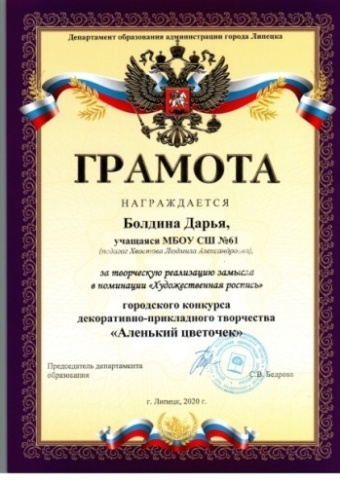 Департамент образования администрации города Липецка
ГРАМОТА
НАГРАЖДАЕТСЯ
Болдина Дарья,
учащаяся МБОУ СШ №61
(педагог Хвостова Людмила Александровна),
за творческую реализацию замысла
в номинации «Художественная роспись»
городского конкурса
декоративно-прикладного творчества
«Аленький цветочек»
Председатель департамента
образования
С.В. Бедрова
г. Липецк, 2020 г.